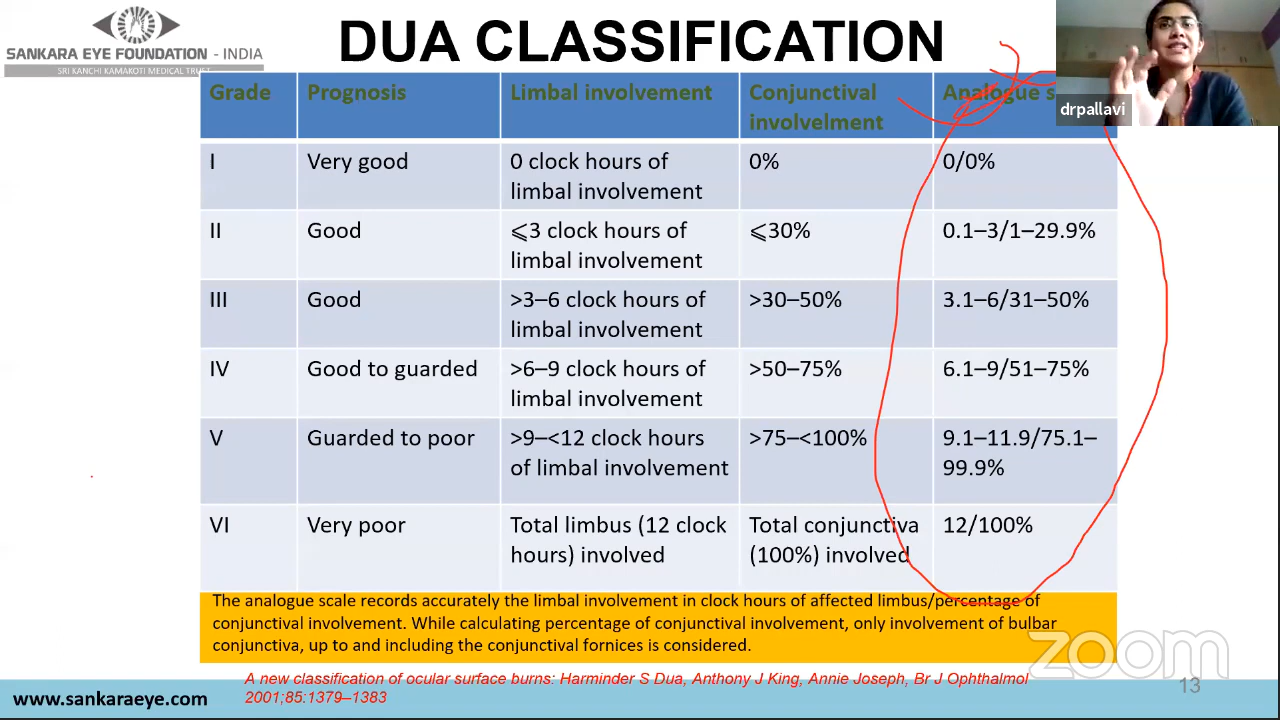 SANKARA EYE FOUNDATION - INDIA
SRI KANCHI KAMAKOTI MEDICAL TRUST
DUA CLASSIFICATION
drpallavi
Grade
Prognosis
Limbal involvement
Conjunctival
involvelment
Analogue
I
Very good
0 clock hours of
limbal involvement
0%
0/0%
II
Good
⩽3 clock hours of
limbal involvement
⩽30%
0.1–3/1–29.9%
III
Good
>3–6 clock hours of
limbal involvement
>30–50%
3.1–6/31–50%
IV
Good to guarded
>6–9 clock hours of
limbal involvement
>50–75%
6.1–9/51–75%
V
Guarded to poor
>9–<12 clock hours
of limbal involvement
>75–<100%
9.1–11.9/75.1–
99.9%
VI
Very poor
Total limbus (12 clock
hours) involved
Total conjunctiva
(100%) involved
12/100%
The analogue scale records accurately the limbal involvement in clock hours of affected limbus/percentage of
conjunctival involvement. While calculating percentage of conjunctival involvement, only involvement of bulbar
conjunctiva, up to and including the conjunctival fornices is considered.
zoom
A new classification of ocular surface burns: Harminder S Dua, Anthony J King, Annie Joseph, Br J Ophthalmol
2001;85:1379–1383
www.sankaraeye.com
13